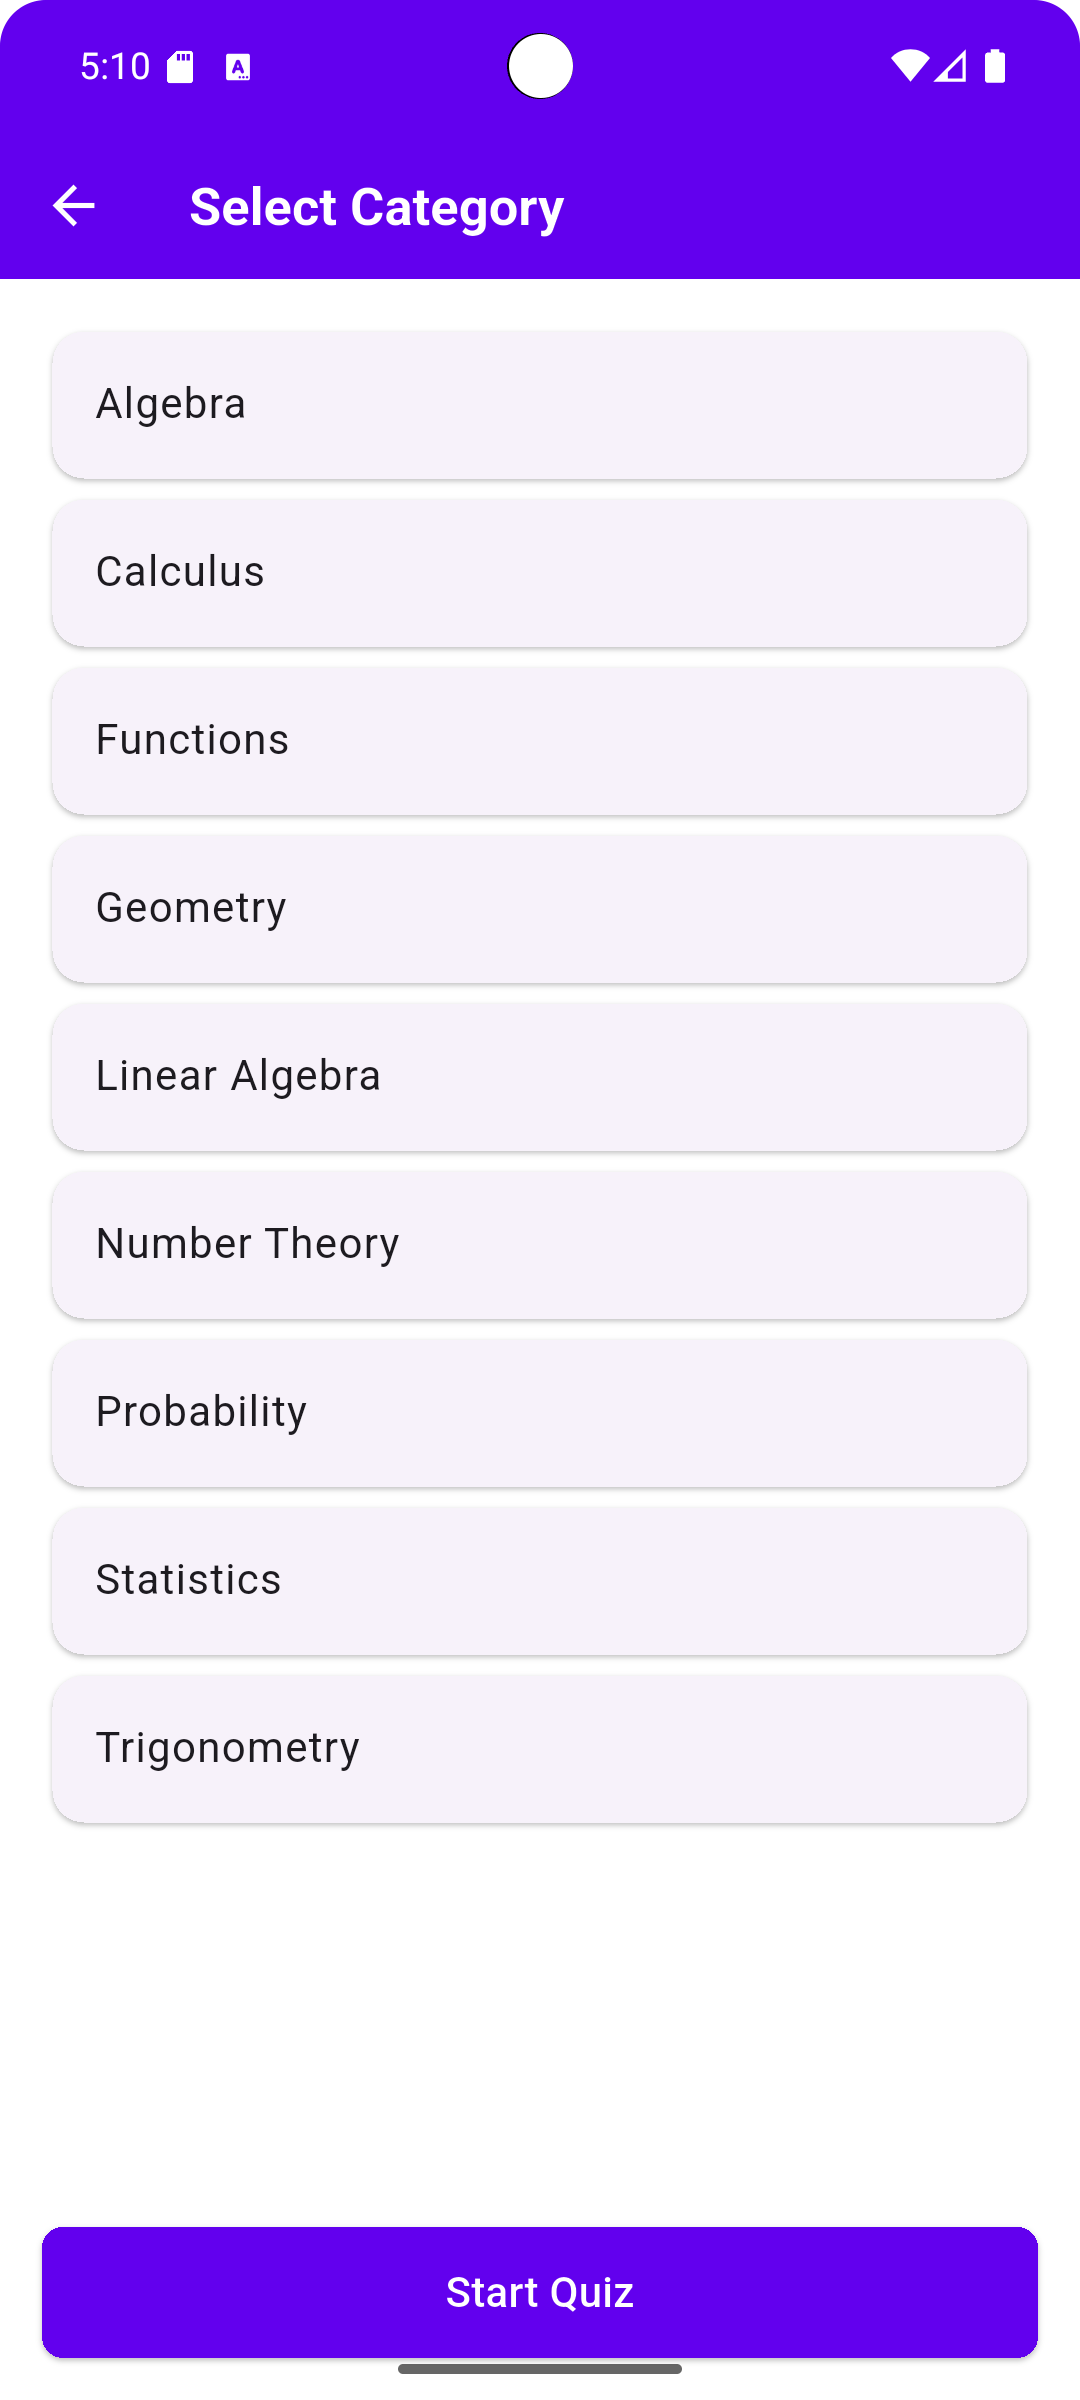 5:10
Select Category
Algebra
Calculus
Functions
Geometry
Linear Algebra
Number Theory
Probability
Statistics
Trigonometry
Start Quiz